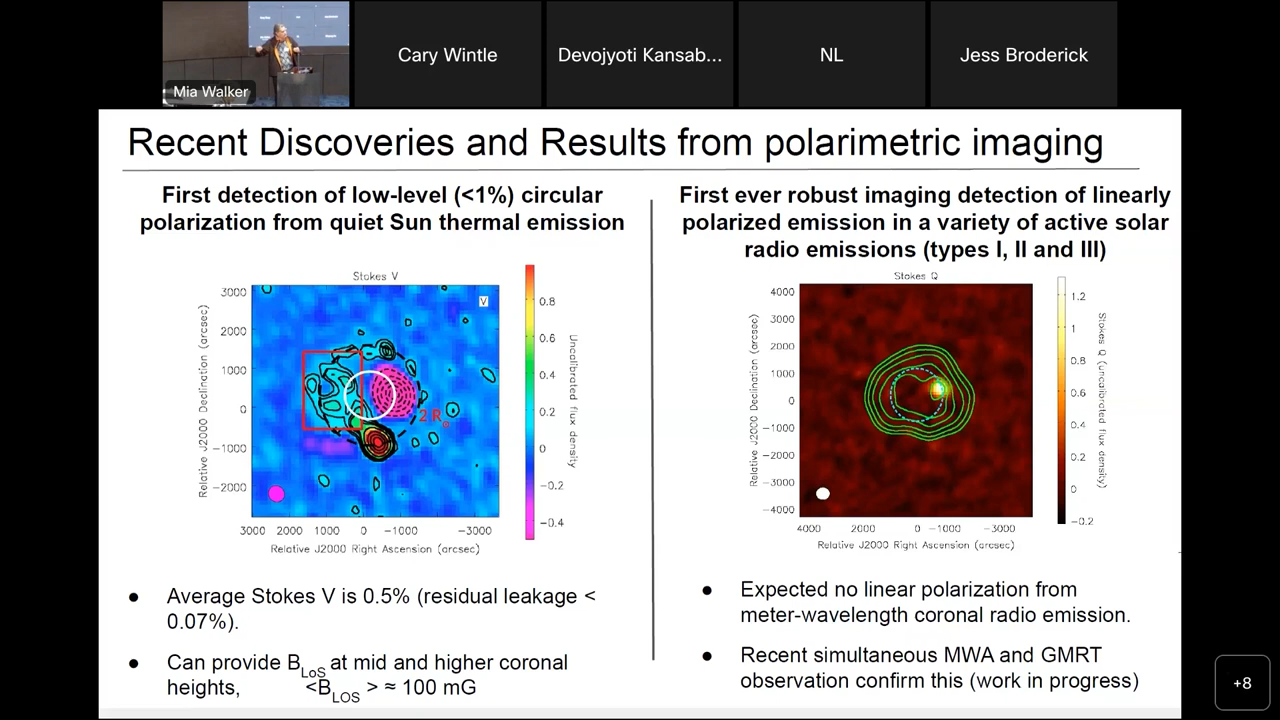 Mia Walker
Cary Wintle
Devojyoti Kansab...
NL
Jess Broderick
Recent Discoveries and Results from polarimetric imaging
First detection of low-level (<1%) circular
polarization from quiet Sun thermal emission
Stokes V
V
3000
2000
1000
0
−1000
−2000
Relative J2000 Declination (arcsec)
3000 2000 1000 0 −1000 −3000
Relative J2000 Right Ascension (arcsec)
2 R☉
0.8
0.6
0.4
0.2
0
−0.2
−0.4
Uncalibrated flux
density
Average Stokes V is 0.5% (residual leakage <
0.07%).
Can provide B_LoS at mid and higher coronal
heights, <B_LOS > ≈ 100 mG
First ever robust imaging detection of linearly
polarized emission in a variety of active solar
radio emissions (types I, II and III)
Stokes Q
4000
3000
2000
1000
0
−1000
−2000
−3000
−4000
Relative J2000 Declination (arcsec)
4000 2000 0 −1000 −3000
Relative J2000 Right Ascension (arcsec)
1.2
1
0.8
0.6
0.4
0.2
0
−0.2
Stokes Q (uncalibrated flux
density)
Expected no linear polarization from
meter-wavelength coronal radio emission.
Recent simultaneous MWA and GMRT
observation confirm this (work in progress)
+8